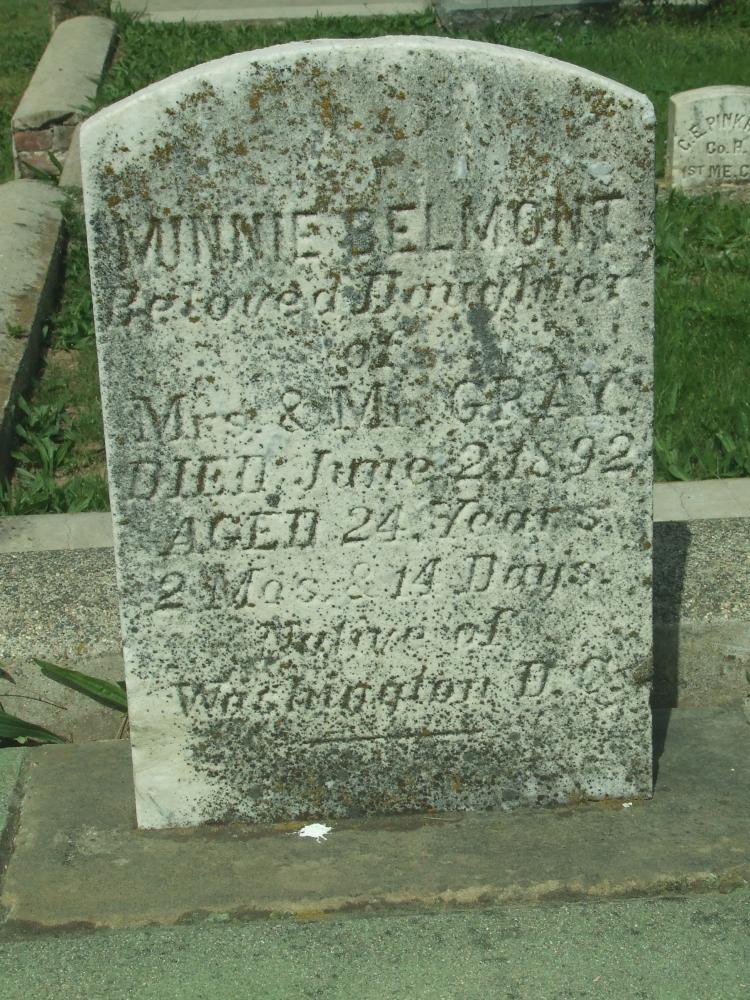 MINNIE BELMONT
Beloved Daughter
of
Mrs. & Mr. GRAY.
DIED June 2, 1892,
AGED 24, Years
2 Mos. & 14 Days.
Native of
Washington D.C.
Co. H.
1ST ME. C